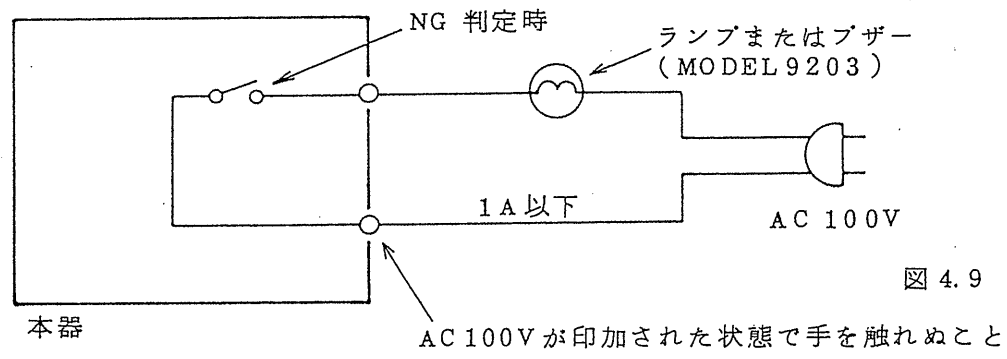 NG 判定時
ランプまたはブザー
(MODEL9203)
1A以下
AC 100V
図 4.9
本器
AC100Vが印加された状態で手を触れぬこと